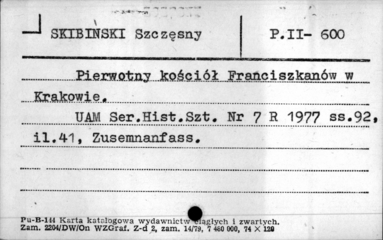 SKIBIŃSKI Szczęsny P.II- 600
Pierwotny kościół Franciszkanów w
Krakowie.
UAM Ser.Hist.Szt. Nr 7 R 1977 ss.92,
il.41, Zusemnanfass.
Pu-B-144 Karta katalogowa wydawnictw ciągłych i zwartych.
Zam. 2204/DW/On WZGraf. Z-d 2, zam. 14/79, 7 460 000, 74 × 120